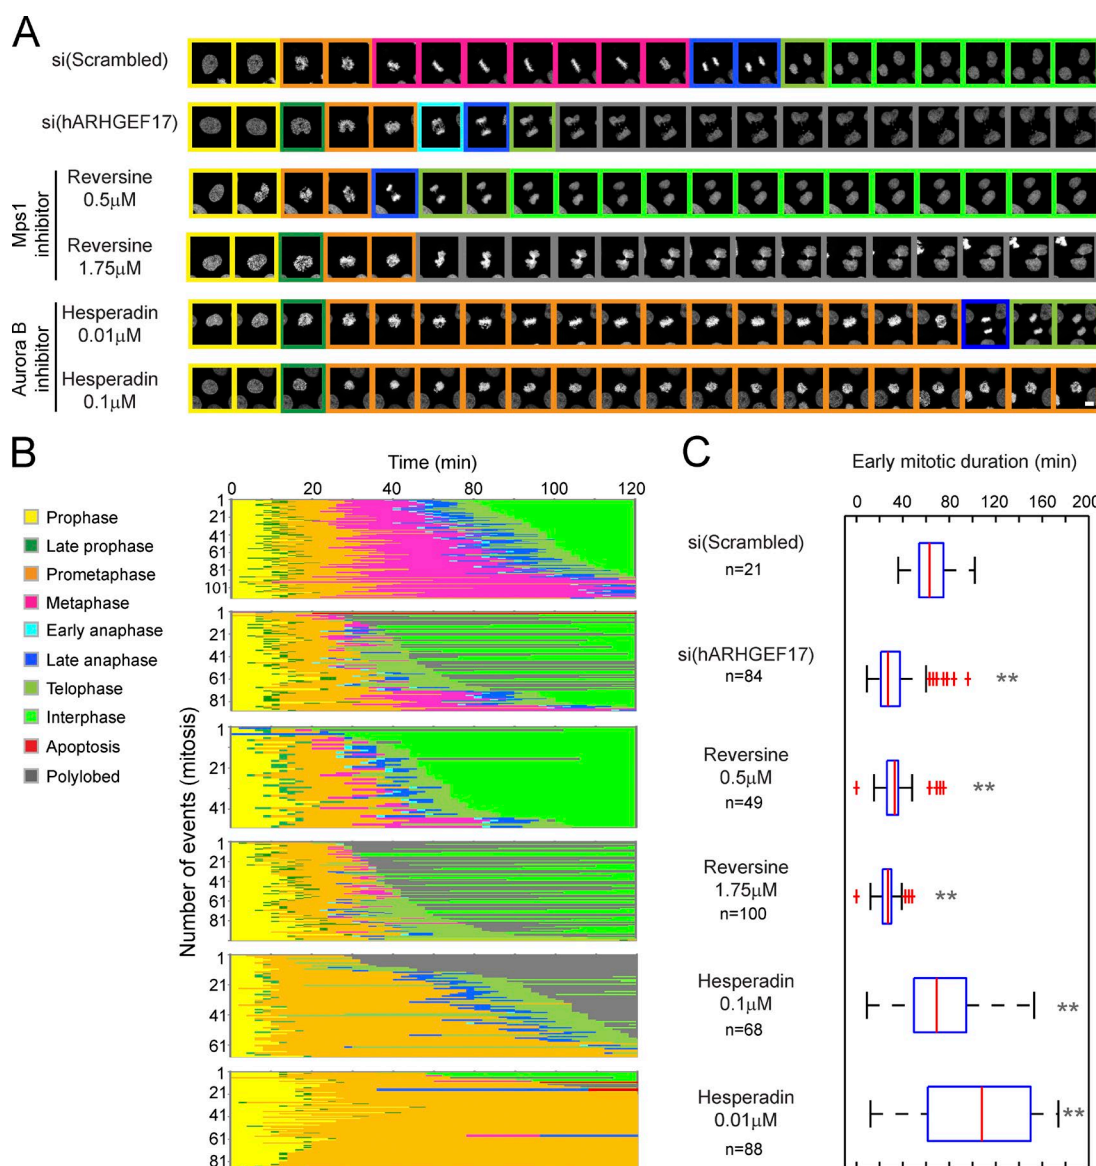 A
si(Scrambled)
si(hARHGEF17)
Mps1
inhibitor
Reversine
0.5μM
Reversine
1.75μM
Aurora B
inhibitor
Hesperadin
0.01μM
Hesperadin
0.1μM
B
Time (min)
0 20 40 60 80 100 120
Prophase
Late prophase
Prometaphase
Metaphase
Early anaphase
Late anaphase
Telophase
Interphase
Apoptosis
Polylobed
Number of events (mitosis)
1
21
41
61
81
101
1
21
41
61
81
1
21
41
1
21
41
61
81
1
21
41
61
1
21
41
61
81
C
Early mitotic duration (min)
0 40 80 120 160 200
si(Scrambled)
n=21
si(hARHGEF17)
n=84
**
Reversine
0.5μM
n=49
**
Reversine
1.75μM
n=100
**
Hesperadin
0.1μM
n=68
**
Hesperadin
0.01μM
n=88
**